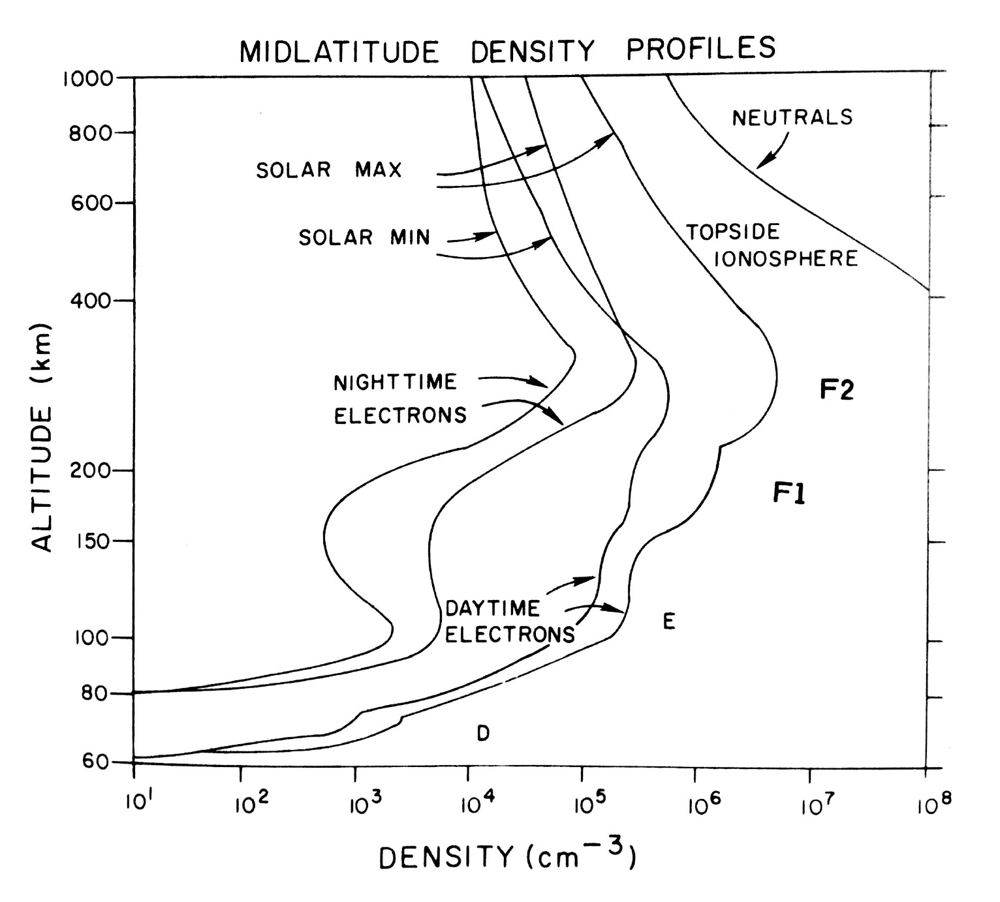 MIDLATITUDE DENSITY PROFILES
1000
800
600
400
200
150
100
80
60
ALTITUDE (km)
NEUTRALS
SOLAR MAX
SOLAR MIN
TOPSIDE
IONOSPHERE
NIGHTTIME
ELECTRONS
F2
F1
DAYTIME
ELECTRONS
E
D
10¹ 10² 10³ 10⁴ 10⁵ 10⁶ 10⁷ 10⁸
DENSITY (cm⁻³)